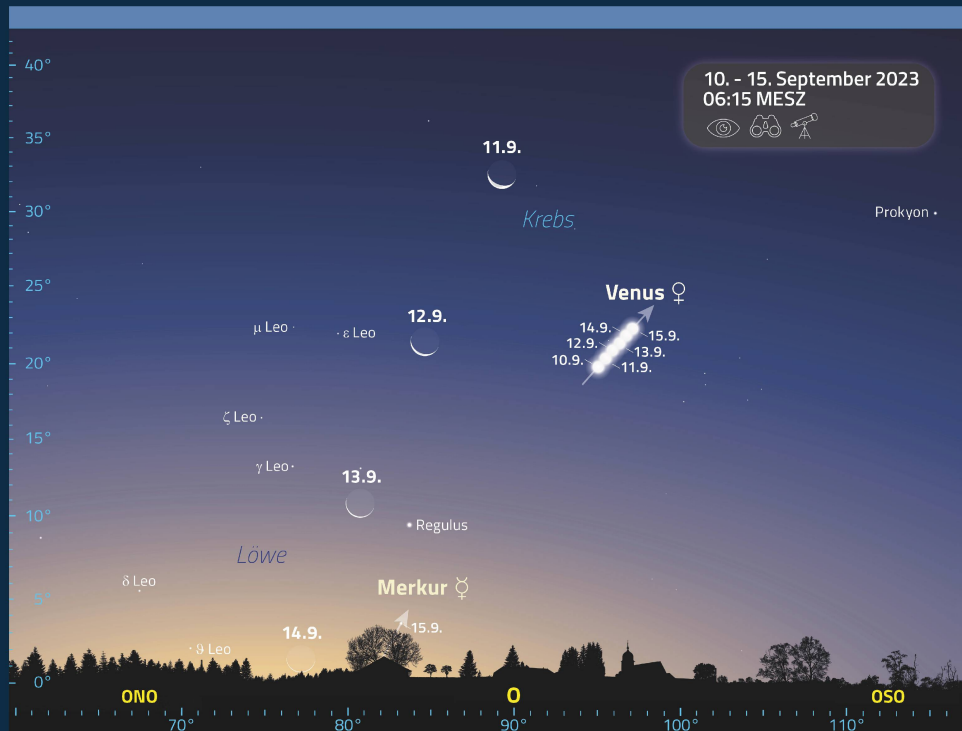 10. - 15. September 2023
06:15 MESZ
40°
35°
30°
25°
20°
15°
10°
5°
0°
11.9.
Krebs
Prokyon
Venus ♀
14.9.
15.9.
12.9.
13.9.
10.9.
11.9.
12.9.
μ Leo
ε Leo
ζ Leo
γ Leo
13.9.
Regulus
Löwe
δ Leo
Merkur ☿
15.9.
14.9.
ϑ Leo
ONO
O
OSO
70°
80°
90°
100°
110°